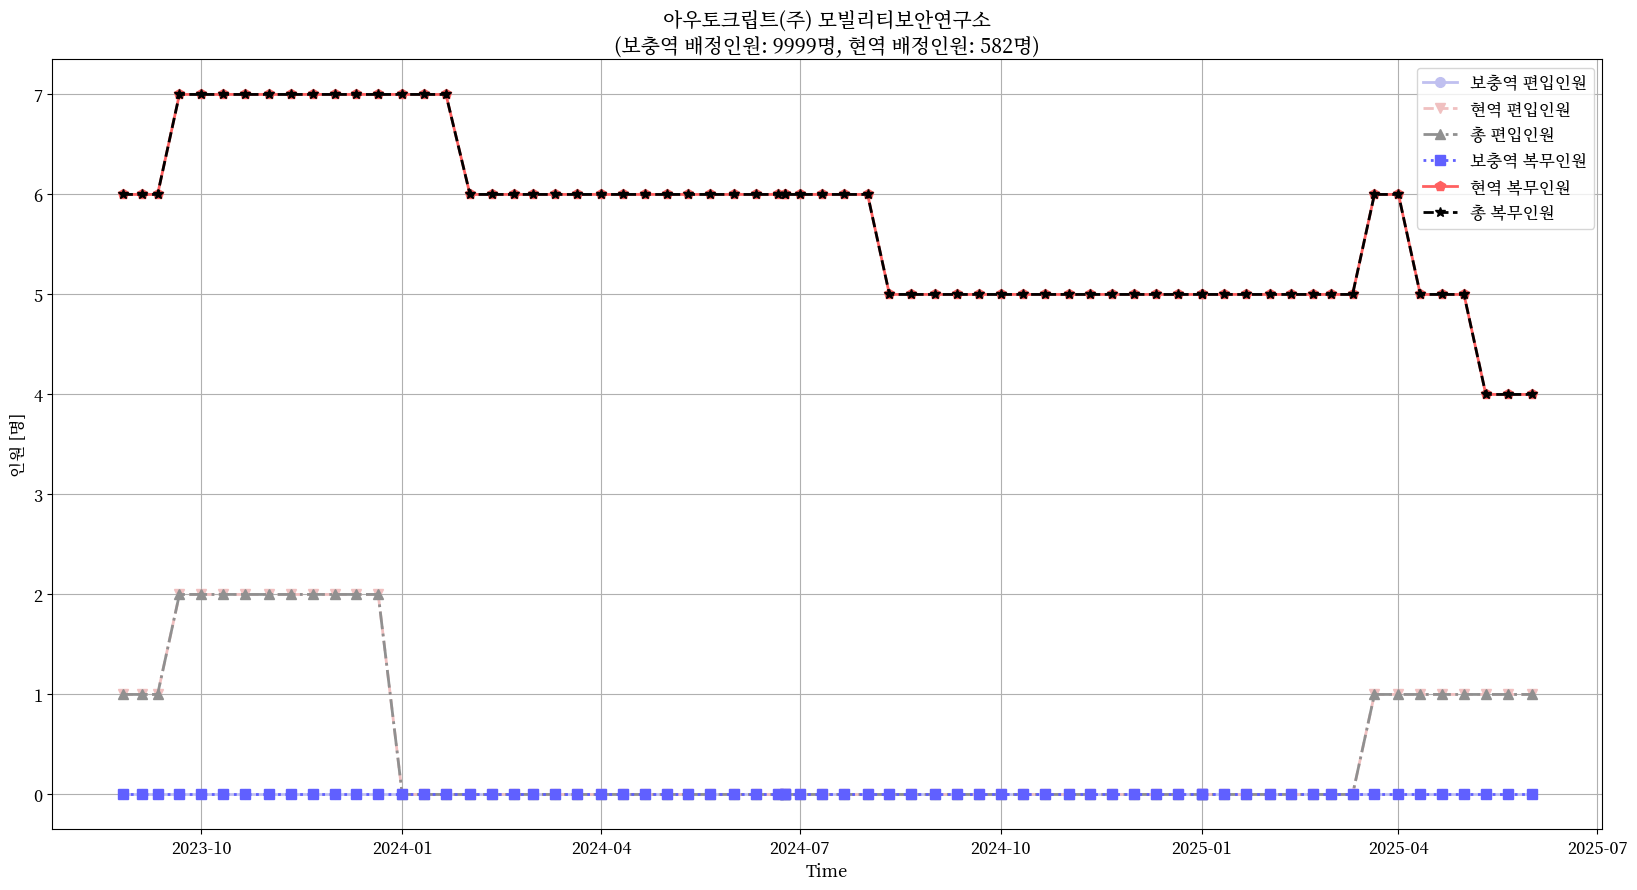 아우토크립트(주) 모빌리티보안연구소
(보충역 배정인원: 9999명, 현역 배정인원: 582명)
보충역 편입인원
현역 편입인원
총 편입인원
보충역 복무인원
현역 복무인원
총 복무인원
인원 [명]
7
6
5
4
3
2
1
0
2023-10
2024-01
2024-04
2024-07
2024-10
2025-01
2025-04
2025-07
Time